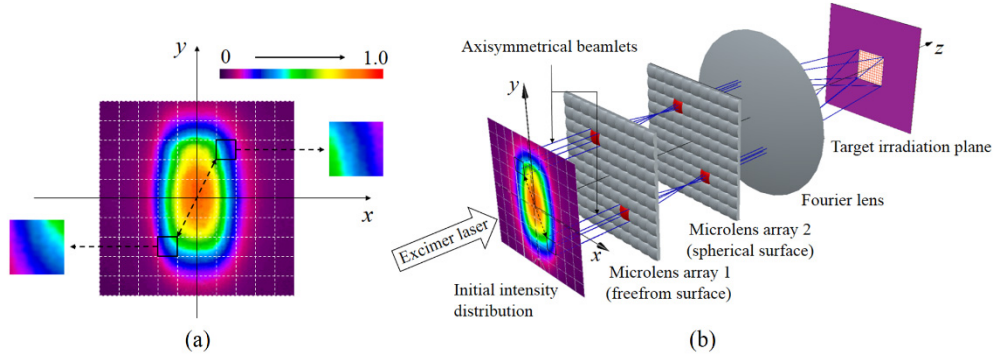 y
0
1.0
x
(a)
Axisymmetrical beamlets
y
z
Target irradiation plane
Fourier lens
Microlens array 2
(spherical surface)
Excimer laser
x
Microlens array 1
(freefrom surface)
Initial intensity
distribution
(b)